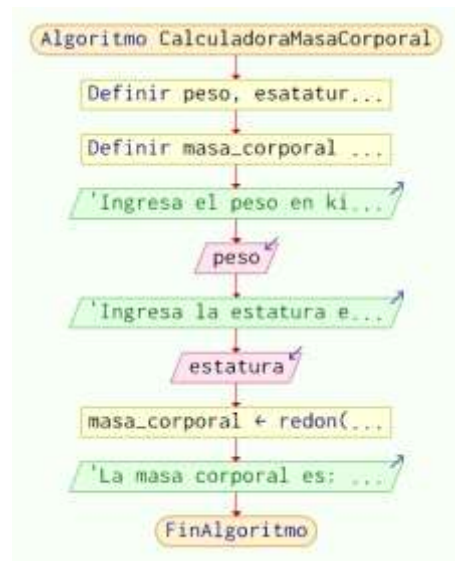 Algoritmo CalculadoraMasaCorporal
Definir peso, esatatur...
Definir masa_corporal ...
'Ingresa el peso en ki...
peso
'Ingresa la estatura e...
estatura
masa_corporal ← redon(...
'La masa corporal es: ...
FinAlgoritmo